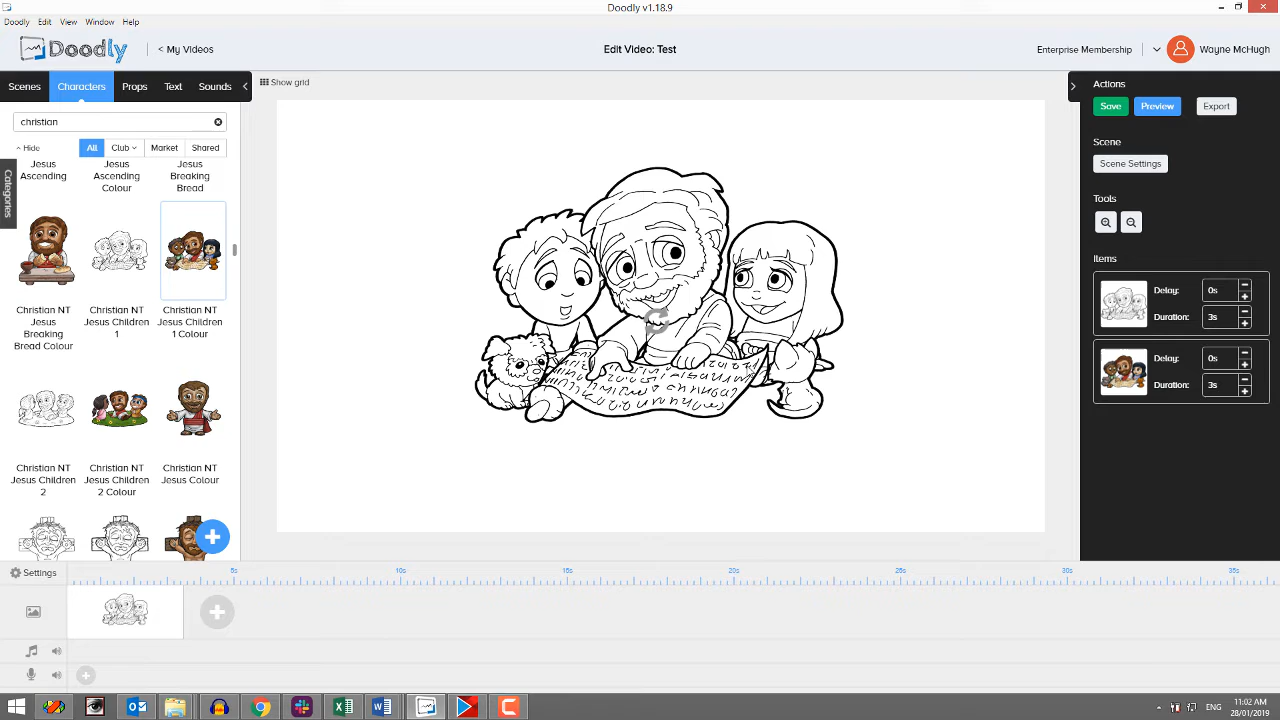 Doodly v1.18.9
Doodly Edit View Window Help
Doodly < My Videos Edit Video: Test Enterprise Membership Wayne McHugh
Scenes Characters Props Text Sounds Show grid Actions
Save Preview Export
christian
Hide All Club Market Shared
Scene
Scene Settings
Jesus Ascending
Jesus Ascending Colour
Jesus Breaking Bread
Categories
Tools
Items
Christian NT Jesus Breaking Bread Colour
Christian NT Jesus Children 1
Christian NT Jesus Children 1 Colour
Delay: 0s
Duration: 3s
Delay: 0s
Duration: 3s
Christian NT Jesus Children 2
Christian NT Jesus Children 2 Colour
Christian NT Jesus Colour
Settings 5s 10s 15s 20s 25s 30s 35s
ENG 11:02 AM
28/01/2019